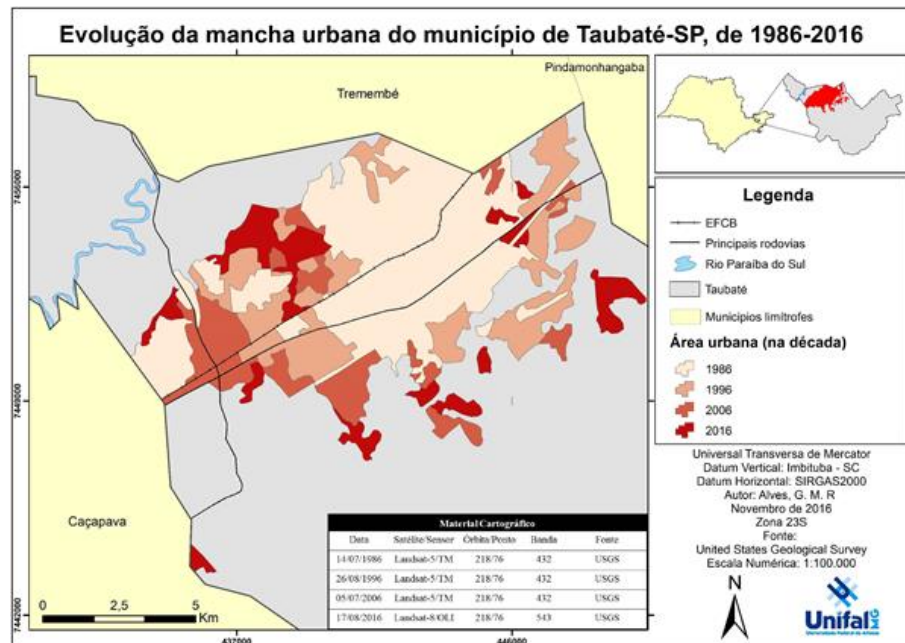 Evolução da mancha urbana do município de Taubaté-SP, de 1986-2016
Pindamonhangaba
Tremembé
7456000
7449000
7442000
Caçapava
437000
446000
0 2,5 5
Km
Material Cartográfico
Data Satélite/Sensor Órbita/Ponto Banda Fonte
14/07/1986 Landsat-5/TM 218/76 432 USGS
26/08/1996 Landsat-5/TM 218/76 432 USGS
05/07/2006 Landsat-5/TM 218/76 432 USGS
17/08/2016 Landsat-8/OLI 218/76 543 USGS
Legenda
EFCB
Principais rodovias
Rio Paraíba do Sul
Taubaté
Municípios limítrofes
Área urbana (na década)
1986
1996
2006
2016
Universal Transversa de Mercator
Datum Vertical: Imbituba - SC
Datum Horizontal: SIRGAS2000
Autor: Alves, G. M. R
Novembro de 2016
Zona 23S
Fonte:
United States Geological Survey
Escala Numérica: 1:100.000
N
Unifal MG